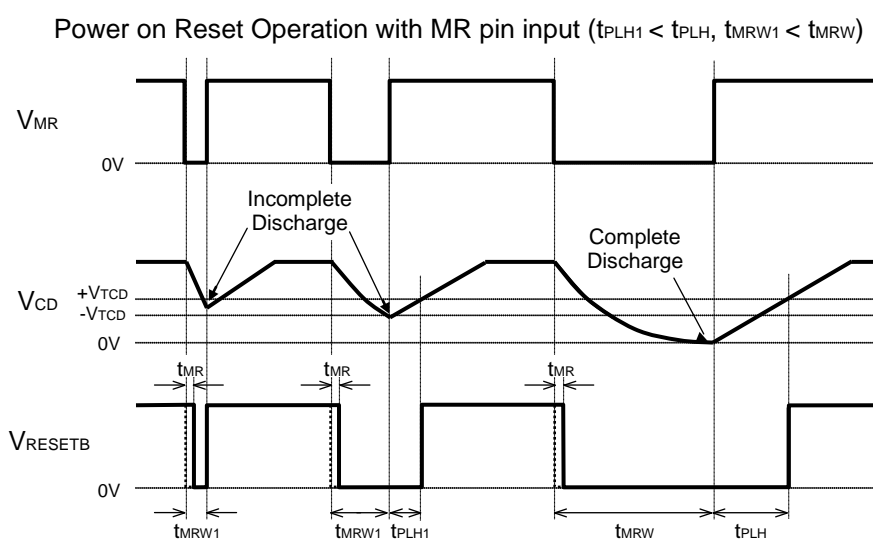 Power on Reset Operation with MR pin input (tPLH1 < tPLH, tMRW1 < tMRW)
VMR
0V
Incomplete
Discharge
Complete
Discharge
VCD
+VTCD
-VTCD
0V
tMR
tMR
tMR
VRESETB
0V
tMRW1
tMRW1
tPLH1
tMRW
tPLH